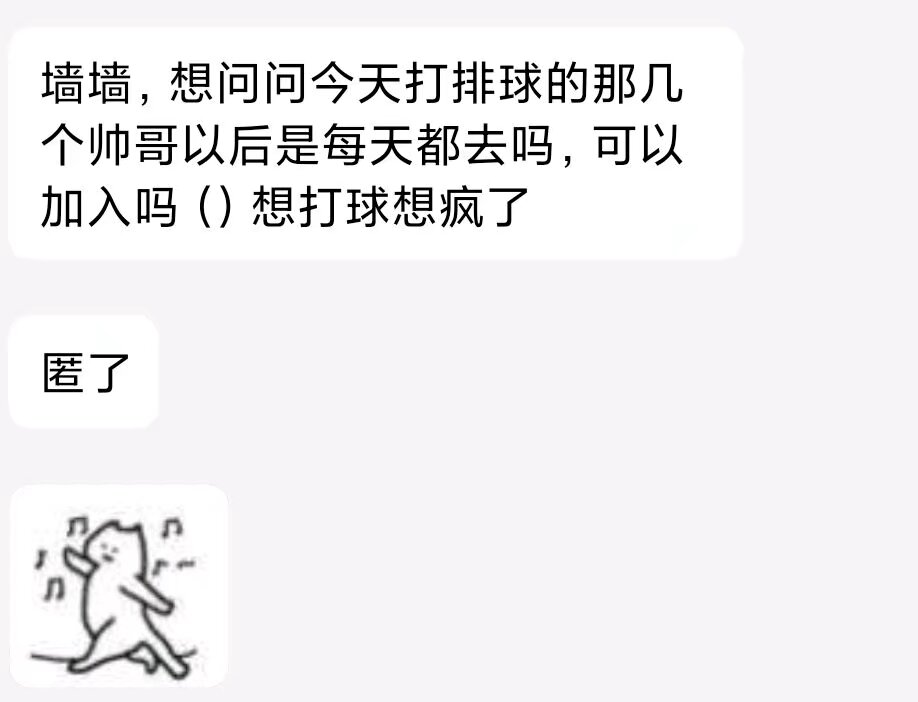 墙墙，想问问今天打排球的那几
个帅哥以后是每天都去吗，可以
加入吗（）想打球想疯了
匿了